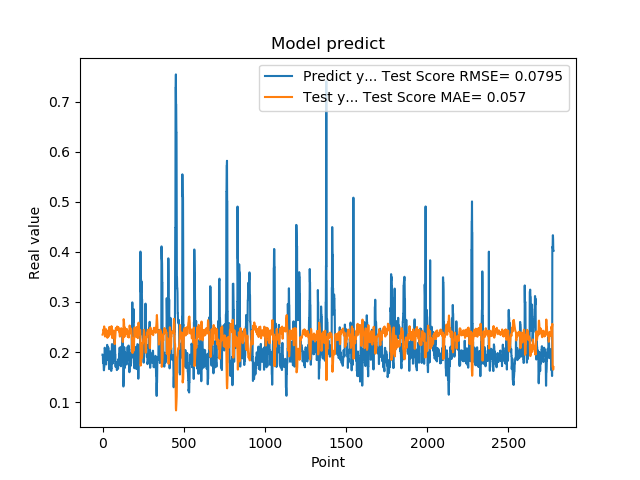 Model predict
Predict y... Test Score RMSE= 0.0795
Test y... Test Score MAE= 0.057
0.7
0.6
0.5
0.4
0.3
0.2
0.1
Real value
0 500 1000 1500 2000 2500
Point